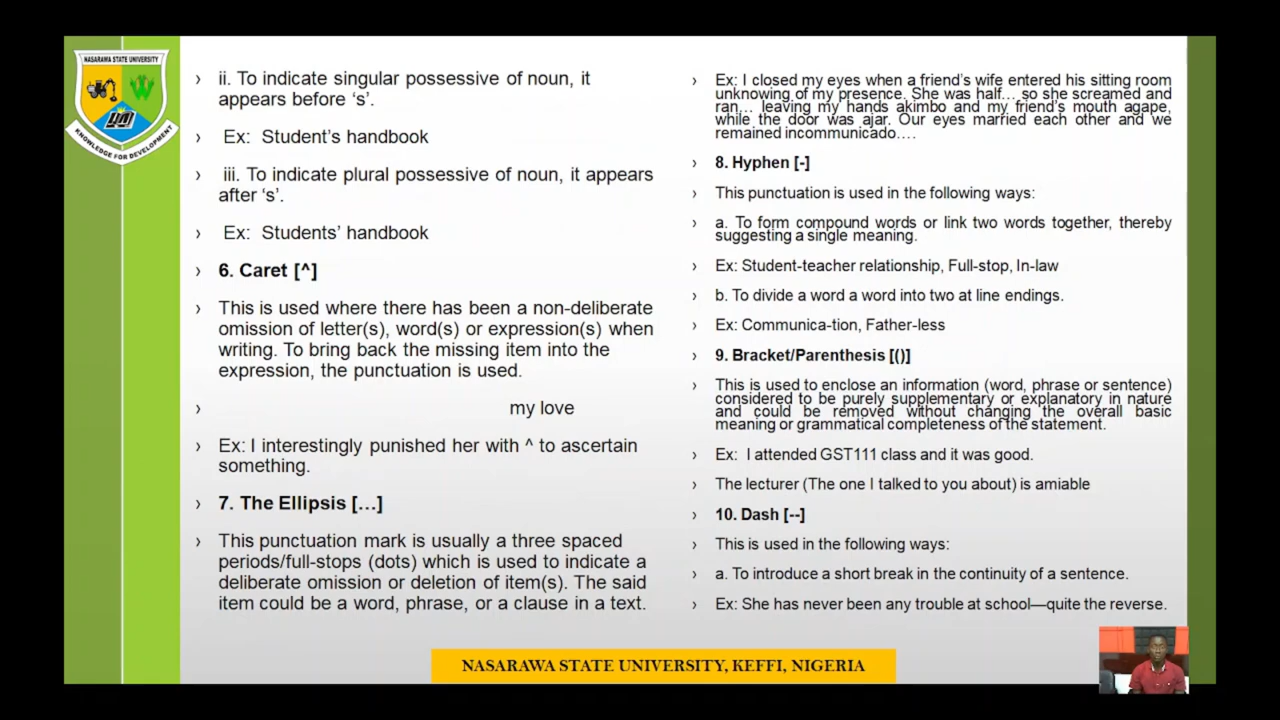 NASARAWA STATE UNIVERSITY
KNOWLEDGE FOR DEVELOPMENT
› ii. To indicate singular possessive of noun, it
appears before ‘s’.
› Ex: Student’s handbook
› iii. To indicate plural possessive of noun, it appears
after ‘s’.
› Ex: Students’ handbook
› 6. Caret [^]
› This is used where there has been a non-deliberate
omission of letter(s), word(s) or expression(s) when
writing. To bring back the missing item into the
expression, the punctuation is used.
› my love
› Ex: I interestingly punished her with ^ to ascertain
something.
› 7. The Ellipsis […]
› This punctuation mark is usually a three spaced
periods/full-stops (dots) which is used to indicate a
deliberate omission or deletion of item(s). The said
item could be a word, phrase, or a clause in a text.
› Ex: I closed my eyes when a friend’s wife entered his sitting room
unknowing of my presence. She was half… so she screamed and
ran… leaving my hands akimbo and my friend’s mouth agape,
while the door was ajar. Our eyes married each other and we
remained incommunicado….
› 8. Hyphen [-]
› This punctuation is used in the following ways:
› a. To form compound words or link two words together, thereby
suggesting a single meaning.
› Ex: Student-teacher relationship, Full-stop, In-law
› b. To divide a word a word into two at line endings.
› Ex: Communica-tion, Father-less
› 9. Bracket/Parenthesis [()]
› This is used to enclose an information (word, phrase or sentence)
considered to be purely supplementary or explanatory in nature
and could be removed without changing the overall basic
meaning or grammatical completeness of the statement.
› Ex: I attended GST111 class and it was good.
› The lecturer (The one I talked to you about) is amiable
› 10. Dash [--]
› This is used in the following ways:
› a. To introduce a short break in the continuity of a sentence.
› Ex: She has never been any trouble at school—quite the reverse.
NASARAWA STATE UNIVERSITY, KEFFI, NIGERIA